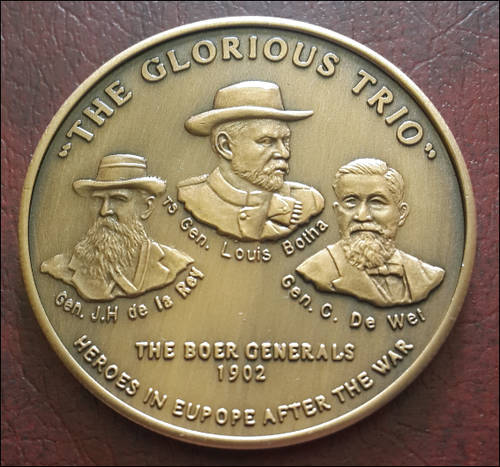 "THE GLORIOUS TRIO"
TS Gen. Louis Botha
Gen. J.H de la Rey
Gen. C. De Wet
THE BOER GENERALS
1902
HEROES IN EUPOPE AFTER THE WAR